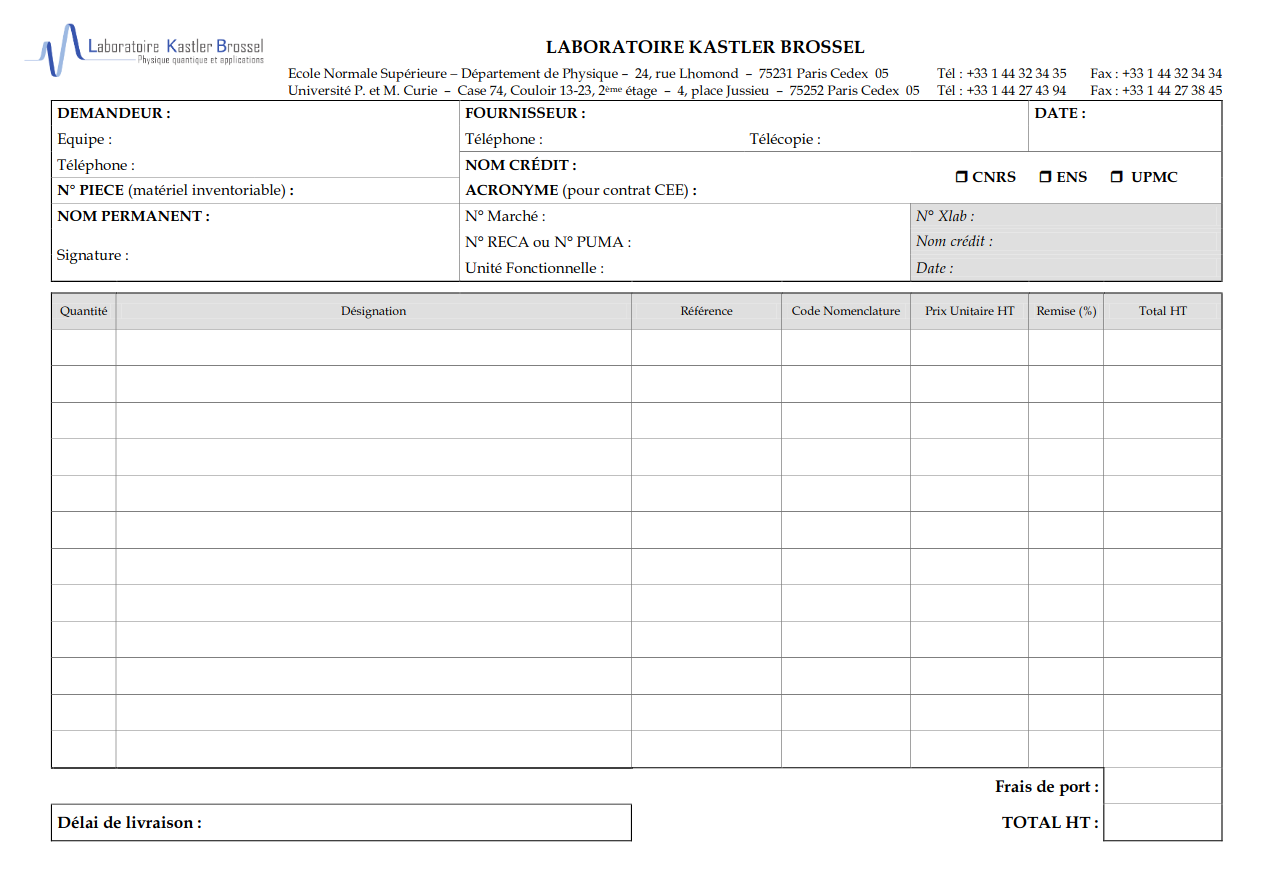 Laboratoire Kastler Brossel
Physique quantique et applications
LABORATOIRE KASTLER BROSSEL
Ecole Normale Supérieure – Département de Physique – 24, rue Lhomond – 75231 Paris Cedex 05 Tél : +33 1 44 32 34 35 Fax : +33 1 44 32 34 34
Université P. et M. Curie – Case 74, Couloir 13-23, 2ème étage – 4, place Jussieu – 75252 Paris Cedex 05 Tél : +33 1 44 27 43 94 Fax : +33 1 44 27 38 45
DEMANDEUR : FOURNISSEUR : DATE :
Equipe : Téléphone : Télécopie :
Téléphone : NOM CRÉDIT :
❒ CNRS ❒ ENS ❒ UPMC
N° PIECE (matériel inventoriable) : ACRONYME (pour contrat CEE) :
NOM PERMANENT : N° Marché : N° Xlab :
N° RECA ou N° PUMA : Nom crédit :
Signature :
Unité Fonctionnelle : Date :
Quantité Désignation Référence Code Nomenclature Prix Unitaire HT Remise (%) Total HT
Frais de port :
Délai de livraison : TOTAL HT :